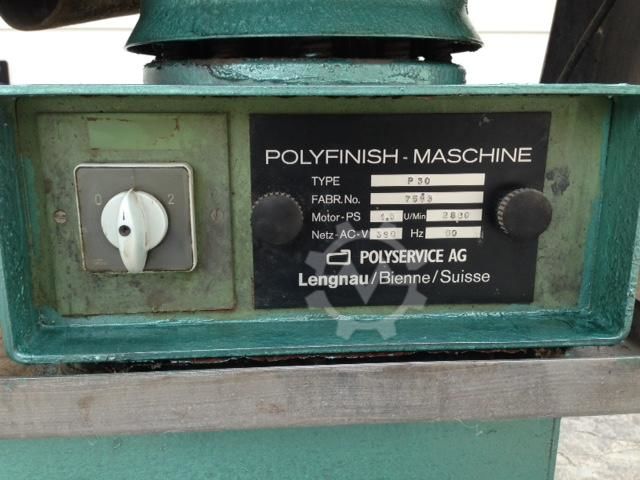 0 2
POLYFINISH-MASCHINE
TYPE P 30
FABR.No.
Motor-PS U/Min
Netz-AC-V 380 Hz
POLYSERVICE AG
Lengnau/Bienne/Suisse